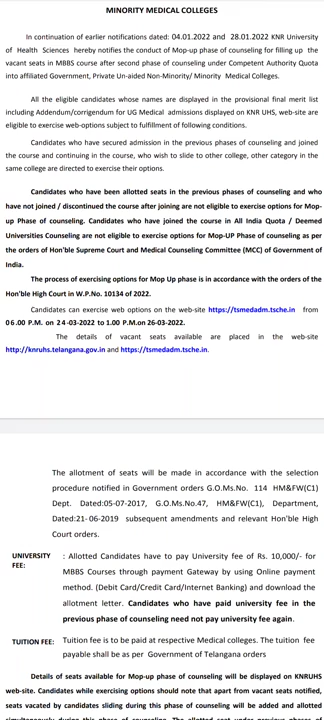 MINORITY MEDICAL COLLEGES
In continuation of earlier notifications dated: 04.01.2022 and 28.01.2022 KNR University
of Health Sciences hereby notifies the conduct of Mop-up phase of counseling for filling up the
vacant seats in MBBS course after second phase of counseling under Competent Authority Quota
into affiliated Government, Private Un-aided Non-Minority/ Minority Medical Colleges.
All the eligible candidates whose names are displayed in the provisional final merit list
including Addendum/corrigendum for UG Medical admissions displayed on KNR UHS, web-site are
eligible to exercise web-options subject to fulfillment of following conditions.
Candidates who have secured admission in the previous phases of counseling and joined
the course and continuing in the course, who wish to slide to other college, other category in the
same college are directed to exercise their options.
Candidates who have been allotted seats in the previous phases of counseling and who
have not joined / discontinued the course after joining are not eligible to exercise options for Mop-
up Phase of counseling. Candidates who have joined the course in All India Quota / Deemed
Universities Counseling are not eligible to exercise options for Mop-UP Phase of counseling as per
the orders of Hon'ble Supreme Court and Medical Counseling Committee (MCC) of Government of
India.
The process of exercising options for Mop Up phase is in accordance with the orders of the
Hon'ble High Court in W.P.No. 10134 of 2022.
Candidates can exercise web options on the web-site https://tsmedadm.tsche.in from
06.00 P.M. on 24-03-2022 to 1.00 P.M.on 26-03-2022.
The details of vacant seats available are placed in the web-site
http://knruhs.telangana.gov.in and https://tsmedadm.tsche.in.
The allotment of seats will be made in accordance with the selection
procedure notified in Government orders G.O.Ms.No. 114 HM&FW(C1)
Dept. Dated:05-07-2017, G.O.Ms.No.47, HM&FW(C1), Department,
Dated:21- 06-2019 subsequent amendments and relevant Hon'ble High
Court orders.
UNIVERSITY FEE: : Allotted Candidates have to pay University fee of Rs. 10,000/- for
MBBS Courses through payment Gateway by using Online payment
method. (Debit Card/Credit Card/Internet Banking) and download the
allotment letter. Candidates who have paid university fee in the
previous phase of counseling need not pay university fee again.
TUITION FEE: Tuition fee is to be paid at respective Medical colleges. The tuition fee
payable shall be as per Government of Telangana orders
Details of seats available for Mop-up phase of counseling will be displayed on KNRUHS
web-site. Candidates while exercising options should note that apart from vacant seats notified,
seats vacated by candidates sliding during this phase of counseling will be added and allotted